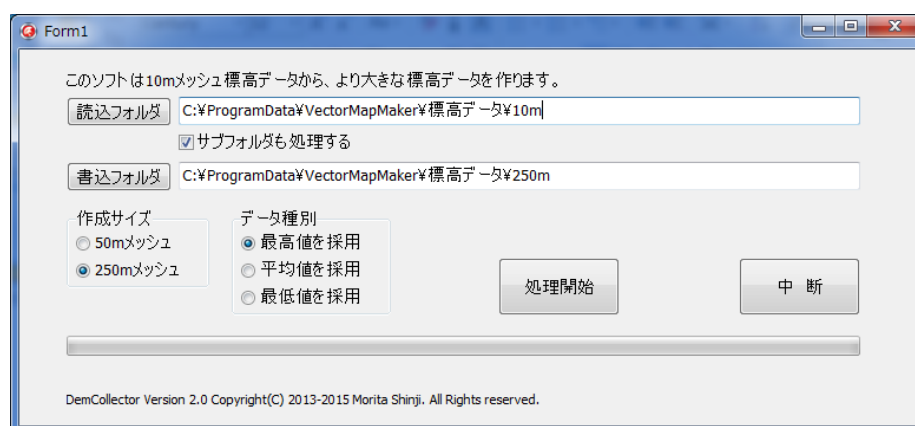 Form1
このソフトは10mメッシュ標高データから、より大きな標高データを作ります。
読込フォルダ C:¥ProgramData¥VectorMapMaker¥標高データ¥10m
サブフォルダも処理する
書込フォルダ C:¥ProgramData¥VectorMapMaker¥標高データ¥250m
作成サイズ
50mメッシュ
250mメッシュ
データ種別
最高値を採用
平均値を採用
最低値を採用
処理開始
中 断
DemCollector Version 2.0 Copyright(C) 2013-2015 Morita Shinji. All Rights reserved.